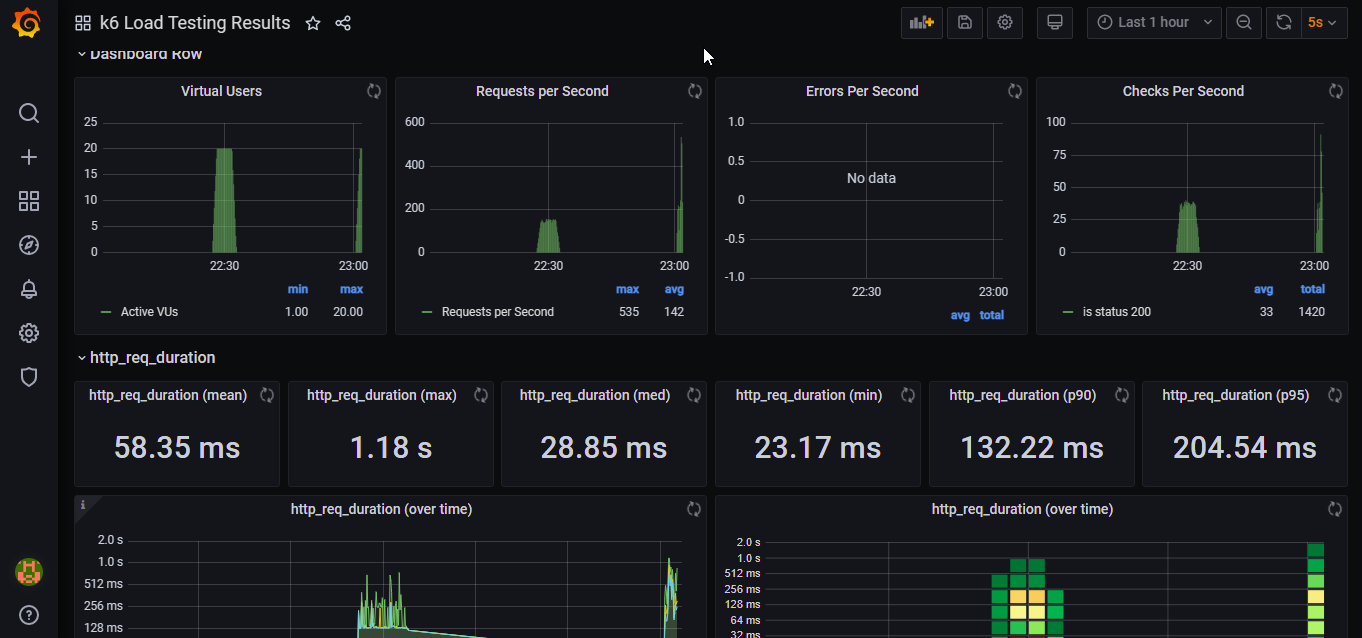 k6 Load Testing Results
Last 1 hour
5s
Dashboard Row
Virtual Users
25
20
15
10
5
0
22:30 23:00
min max
Active VUs 1.00 20.00
Requests per Second
600
400
200
0
22:30 23:00
max avg
Requests per Second 535 142
Errors Per Second
1.0
0.5
0
-0.5
-1.0
No data
22:30 23:00
avg total
Checks Per Second
100
75
50
25
0
22:30 23:00
avg total
is status 200 33 1420
http_req_duration
http_req_duration (mean)
58.35 ms
http_req_duration (max)
1.18 s
http_req_duration (med)
28.85 ms
http_req_duration (min)
23.17 ms
http_req_duration (p90)
132.22 ms
http_req_duration (p95)
204.54 ms
i
http_req_duration (over time)
2.0 s
1.0 s
512 ms
256 ms
128 ms
http_req_duration (over time)
2.0 s
1.0 s
512 ms
256 ms
128 ms
64 ms
32 ms